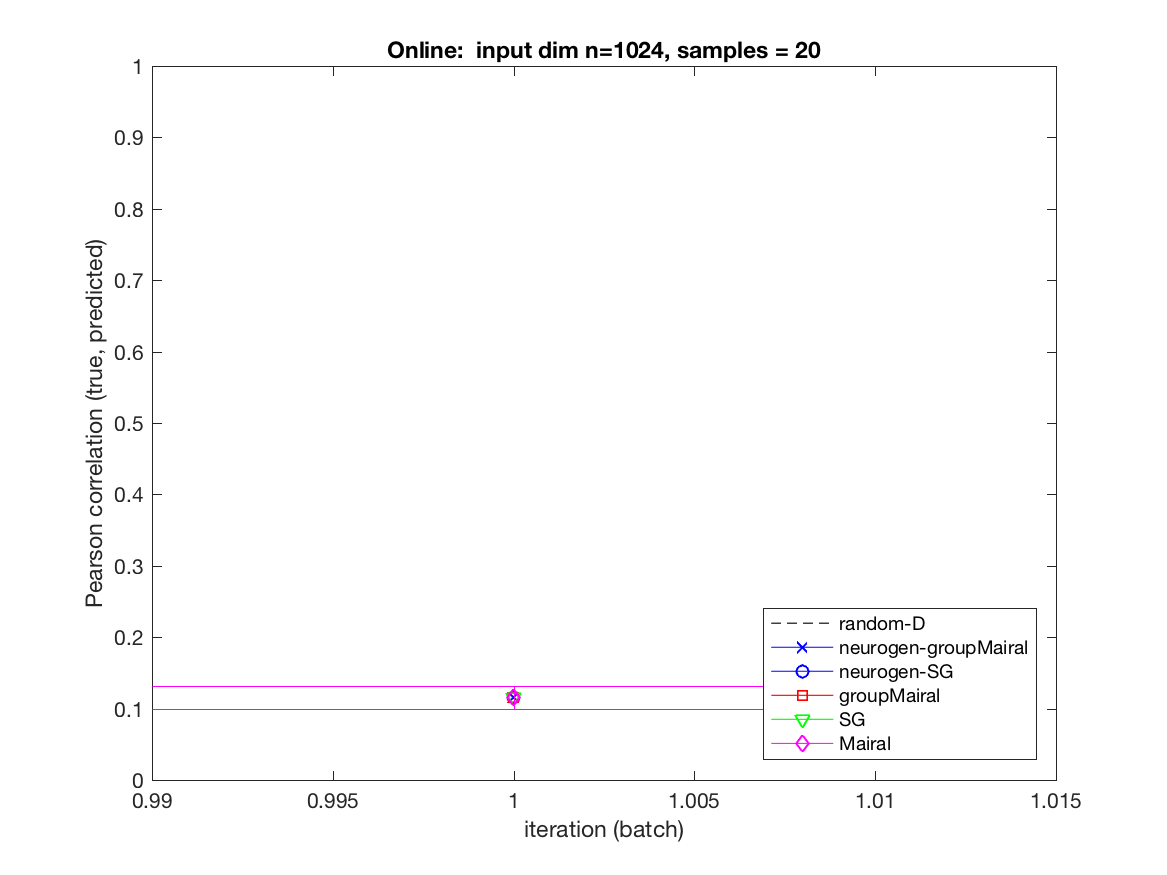 Online:  input dim n=1024, samples = 20
Pearson correlation (true, predicted)
1
0.9
0.8
0.7
0.6
0.5
0.4
0.3
0.2
0.1
0
0.99
0.995
1
1.005
1.01
1.015
iteration (batch)
random-D
neurogen-groupMairal
neurogen-SG
groupMairal
SG
Mairal